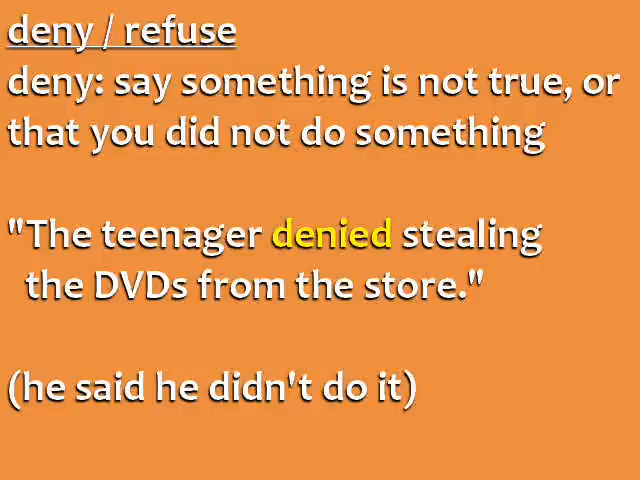 deny / refuse
deny: say something is not true, or
that you did not do something
"The teenager denied stealing
the DVDs from the store."
(he said he didn't do it)